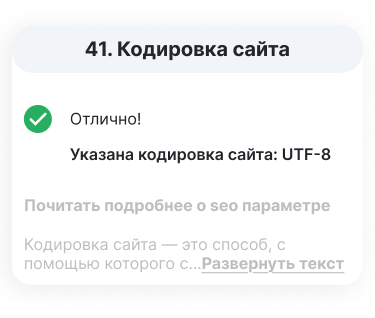 41. Кодировка сайта
Отлично!
Указана кодировка сайта: UTF-8
Почитать подробнее о seo параметре
Кодировка сайта — это способ, с
помощью которого с...Развернуть текст